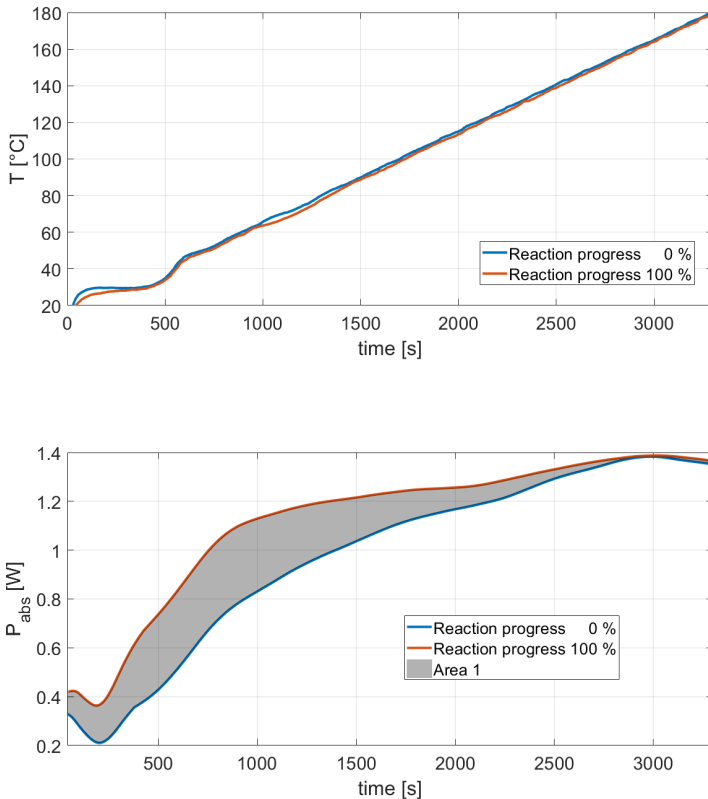 180
160
140
120
100
80
60
40
20
T [°C]
0 500 1000 1500 2000 2500 3000
time [s]
Reaction progress 0 %
Reaction progress 100 %
1.4
1.2
1
0.8
0.6
0.4
0.2
P_abs [W]
500 1000 1500 2000 2500 3000
time [s]
Reaction progress 0 %
Reaction progress 100 %
Area 1